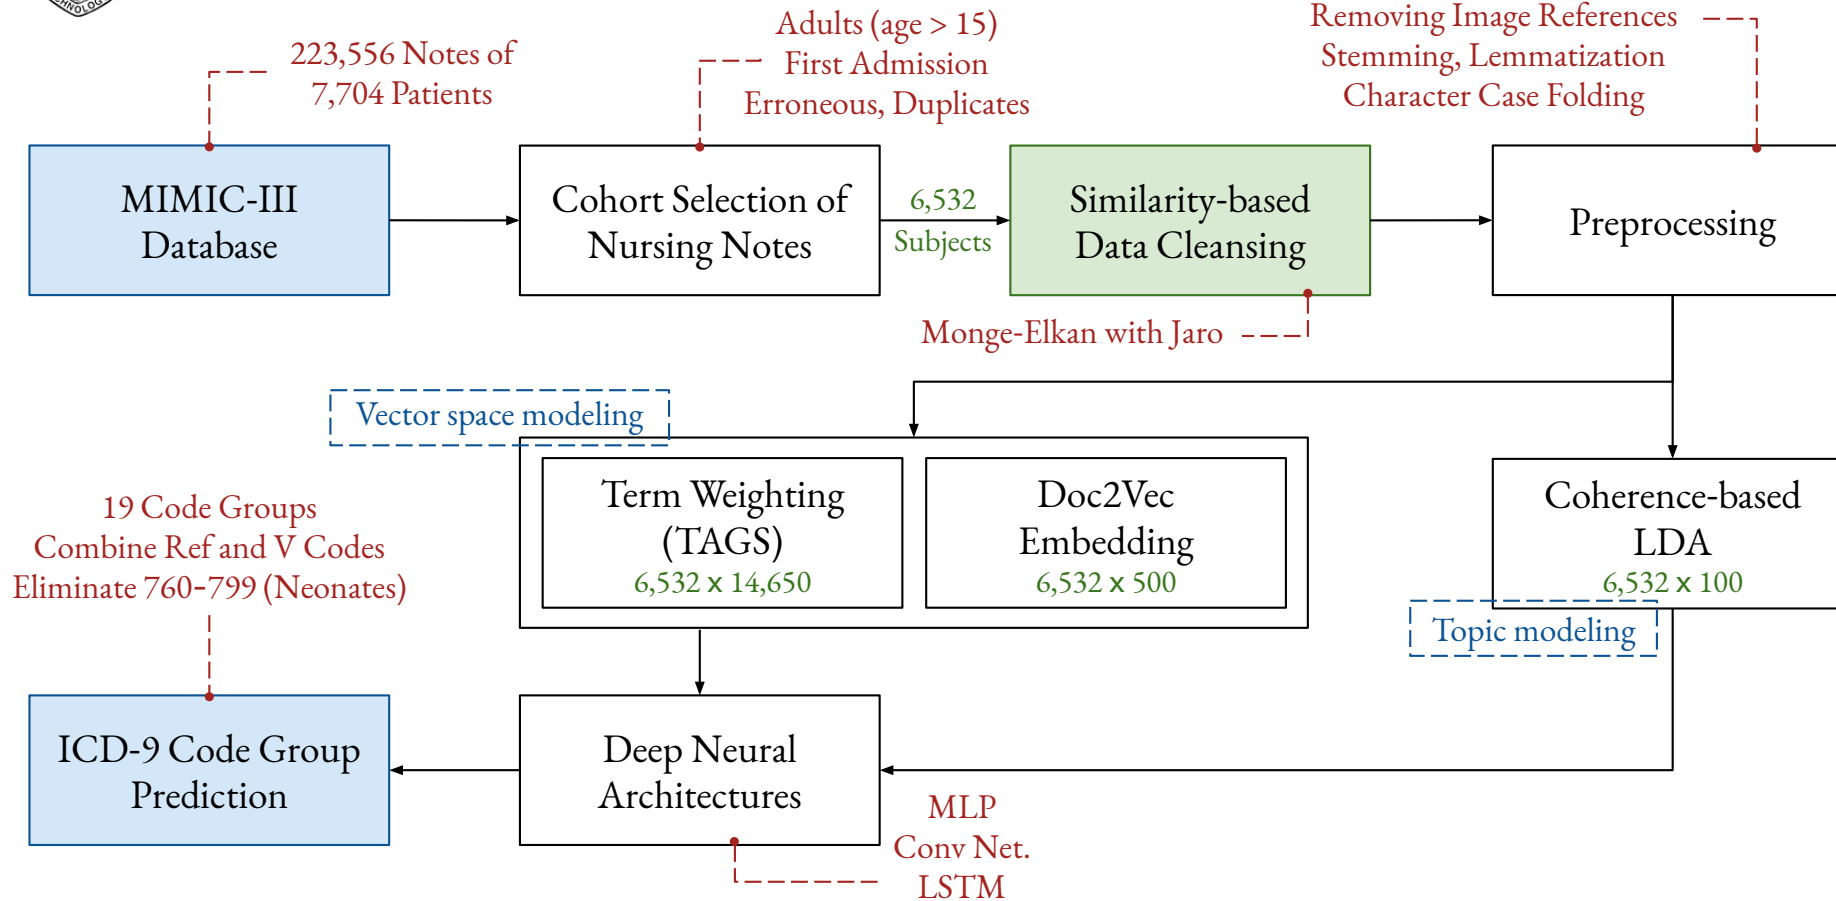 TECHNOLOG
223,556 Notes of
7,704 Patients
Adults (age > 15)
First Admission
Erroneous, Duplicates
Removing Image References
Stemming, Lemmatization
Character Case Folding
MIMIC-III
Database
Cohort Selection of
Nursing Notes
6,532
Subjects
Similarity-based
Data Cleansing
Preprocessing
Monge-Elkan with Jaro
Vector space modeling
Term Weighting
(TAGS)
6,532 x 14,650
Doc2Vec
Embedding
6,532 x 500
Coherence-based
LDA
6,532 x 100
Topic modeling
19 Code Groups
Combine Ref and V Codes
Eliminate 760-799 (Neonates)
ICD-9 Code Group
Prediction
Deep Neural
Architectures
MLP
Conv Net.
LSTM